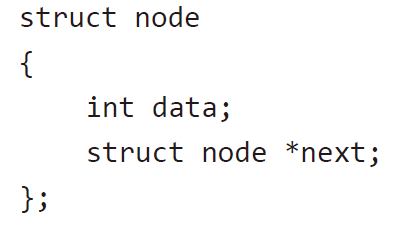 struct node
{
    int data;
    struct node *next;
};